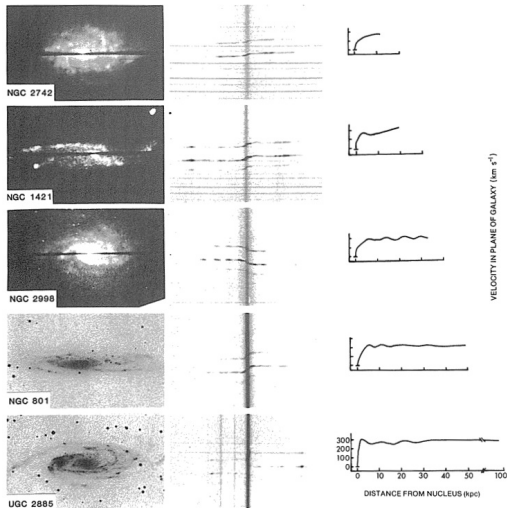 NGC 2742
NGC 1421
NGC 2998
NGC 801
UGC 2885
VELOCITY IN PLANE OF GALAXY (km s⁻¹)
300
200
100
0
0 10 20 30 40 50 60 100
DISTANCE FROM NUCLEUS (kpc)